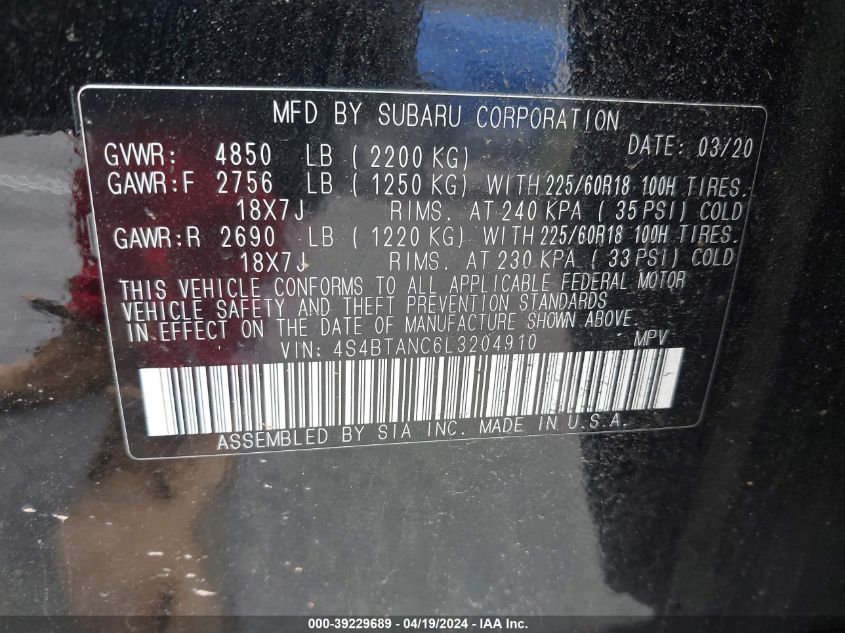 MFD BY SUBARU CORPORATION
DATE: 03/20
GVWR: 4850 LB ( 2200 KG)
GAWR:F 2756 LB ( 1250 KG) WITH 225/60R18 100H TIRES.
18X7J RIMS. AT 240 KPA ( 35 PSI) COLD
GAWR:R 2690 LB ( 1220 KG) WITH 225/60R18 100H TIRES.
18X7J RIMS. AT 230 KPA ( 33 PSI) COLD
THIS VEHICLE CONFORMS TO ALL APPLICABLE FEDERAL MOTOR
VEHICLE SAFETY AND THEFT PREVENTION STANDARDS
IN EFFECT ON THE DATE OF MANUFACTURE SHOWN ABOVE.
VIN: 4S4BTANC6L3204910 MPV
ASSEMBLED BY SIA INC. MADE IN U.S.A.
000-39229689 - 04/19/2024 - 119527 mi.